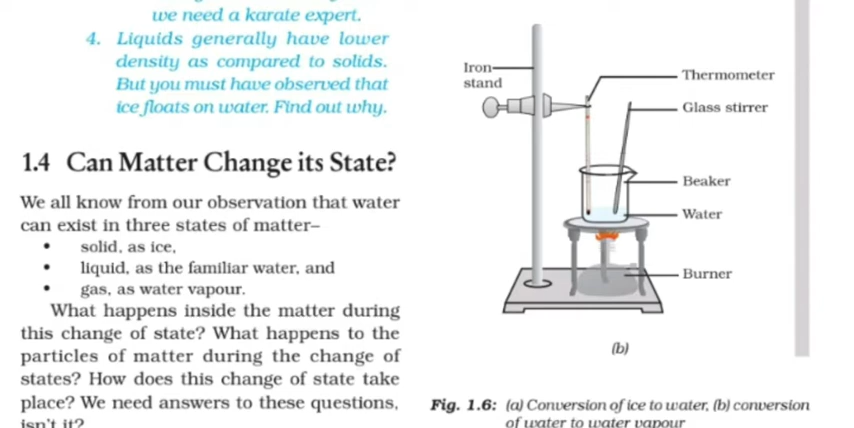 we need a karate expert.
4. Liquids generally have lower
density as compared to solids.
But you must have observed that
ice floats on water. Find out why.
1.4 Can Matter Change its State?
We all know from our observation that water
can exist in three states of matter–
• solid, as ice,
• liquid, as the familiar water, and
• gas, as water vapour.
What happens inside the matter during
this change of state? What happens to the
particles of matter during the change of
states? How does this change of state take
place? We need answers to these questions,
isn't it?
Iron
stand
Thermometer
Glass stirrer
Beaker
Water
Burner
(b)
Fig. 1.6: (a) Conversion of ice to water, (b) conversion
of water to water vapour